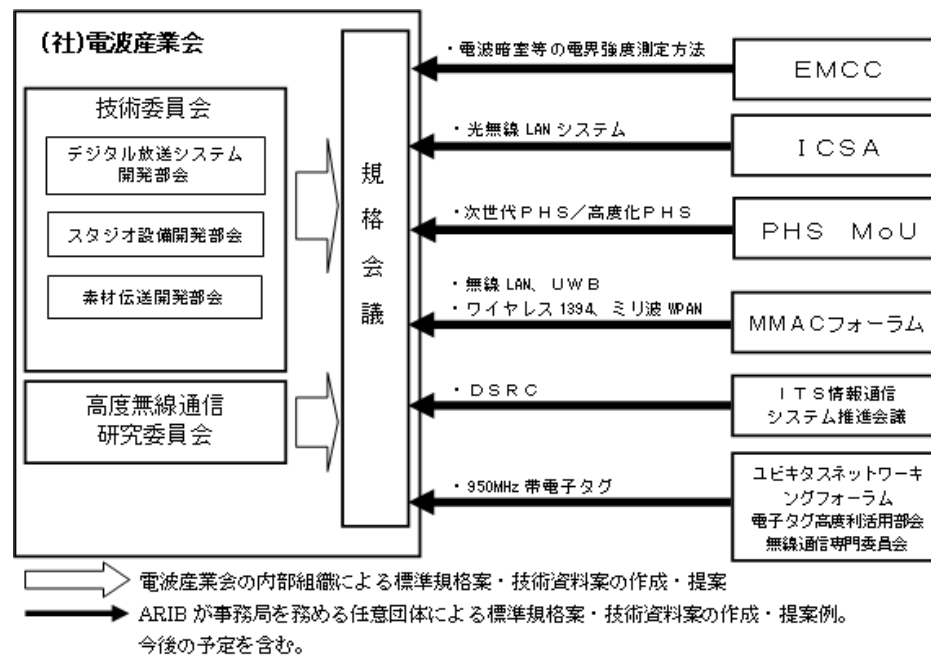 (社)電波産業会
技術委員会
デジタル放送システム
開発部会
スタジオ設備開発部会
素材伝送開発部会
高度無線通信
研究委員会
規格会議
・電波暗室等の電界強度測定方法
EMCC
・光無線 LAN システム
ICSA
・次世代PHS/高度化PHS
PHS MoU
・無線 LAN、UWB
・ワイヤレス 1394、ミリ波 WPAN
MMACフォーラム
・DSRC
ITS情報通信
システム推進会議
・950MHz 帯電子タグ
ユビキタスネットワーキ
ングフォーラム
電子タグ高度利活用部会
無線通信専門委員会
電波産業会の内部組織による標準規格案・技術資料案の作成・提案
ARIB が事務局を務める任意団体による標準規格案・技術資料案の作成・提案例。
今後の予定を含む。